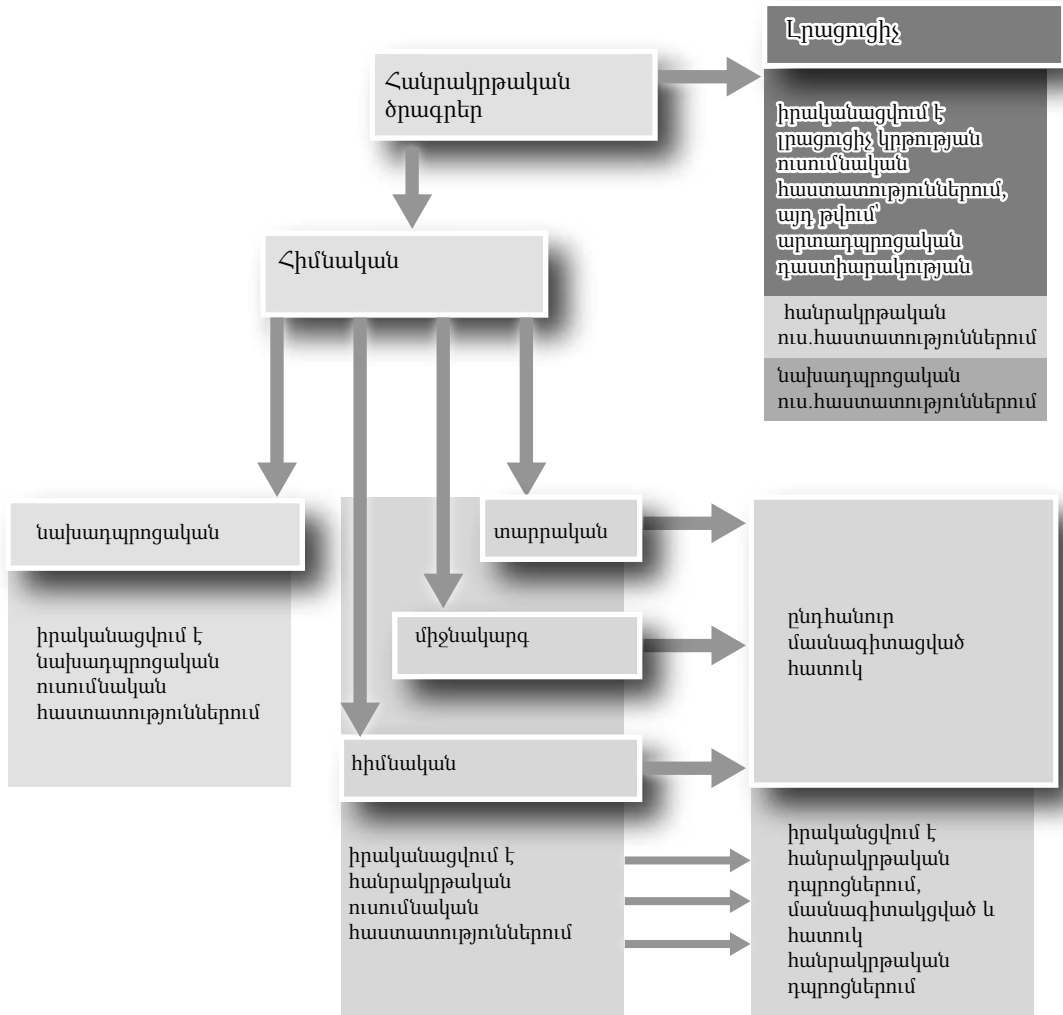 Լրացուցիչ
Հանրակրթական
ծրագրեր
իրականացվում է
լրացուցիչ կրթության
ուսումնական
հաստատություններում,
այդ թվում՝
արտադպրոցական
դաստիարակության
հանրակրթական
ուս.հաստատություններում
նախադպրոցական
ուս.հաստատություններում
Հիմնական
նախադպրոցական
իրականացվում է
նախադպրոցական
ուսումնական
հաստատություններում
տարրական
միջնակարգ
հիմնական
իրականացվում է
հանրակրթական
ուսումնական
հաստատություններում
ընդհանուր
մասնագիտացված
հատուկ
իրականցվում է
հանրակրթական
դպրոցներում,
մասնագիտակցված և
հատուկ
հանրակրթական
դպրոցներում